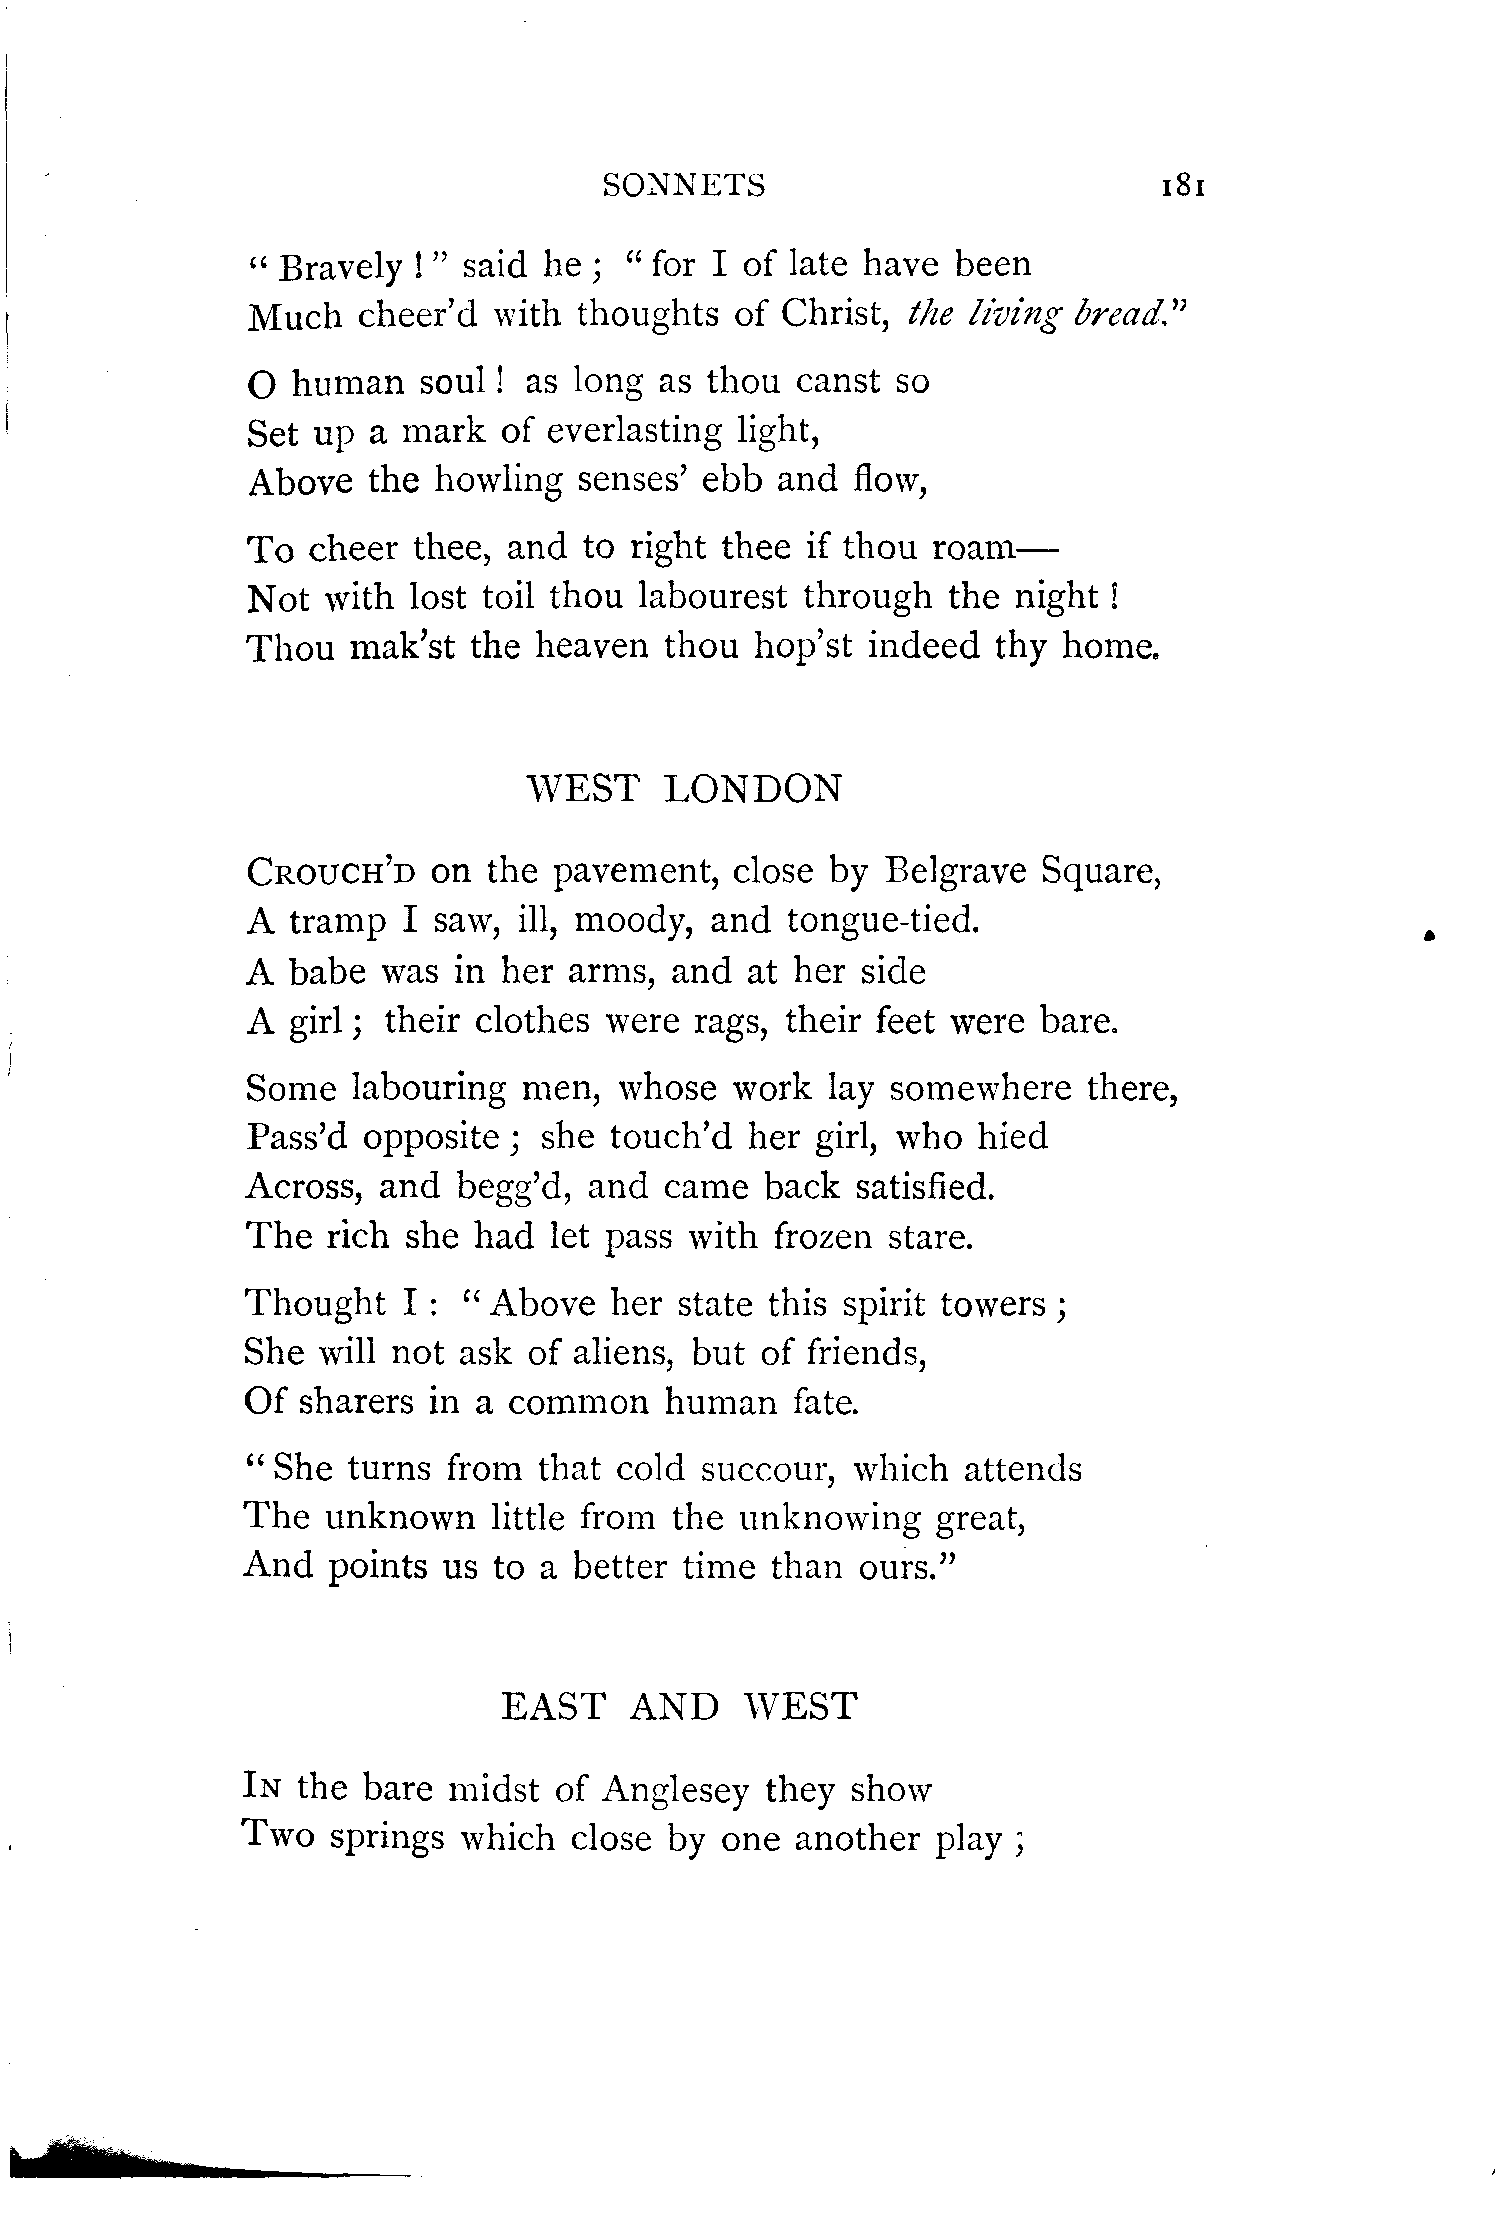 SONNETS 181
“ Bravely ! ” said he ; “ for I of late have been
Much cheer’d with thoughts of Christ, the living bread.”
O human soul ! as long as thou canst so
Set up a mark of everlasting light,
Above the howling senses’ ebb and flow,
To cheer thee, and to right thee if thou roam—
Not with lost toil thou labourest through the night !
Thou mak’st the heaven thou hop’st indeed thy home.
WEST LONDON
CROUCH’D on the pavement, close by Belgrave Square,
A tramp I saw, ill, moody, and tongue-tied.
A babe was in her arms, and at her side
A girl ; their clothes were rags, their feet were bare.
Some labouring men, whose work lay somewhere there,
Pass’d opposite ; she touch’d her girl, who hied
Across, and begg’d, and came back satisfied.
The rich she had let pass with frozen stare.
Thought I : “ Above her state this spirit towers ;
She will not ask of aliens, but of friends,
Of sharers in a common human fate.
“ She turns from that cold succour, which attends
The unknown little from the unknowing great,
And points us to a better time than ours.”
EAST AND WEST
IN the bare midst of Anglesey they show
Two springs which close by one another play ;